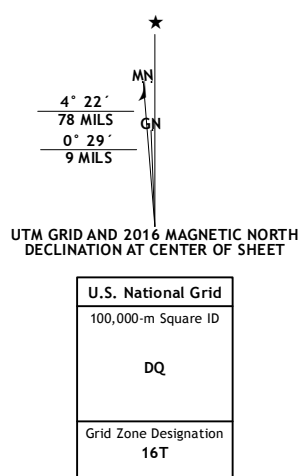 ★
MN
4° 22´
78 MILS
GN
0° 29´
9 MILS
UTM GRID AND 2016 MAGNETIC NORTH
DECLINATION AT CENTER OF SHEET
U.S. National Grid
100,000-m Square ID
DQ
Grid Zone Designation
16T